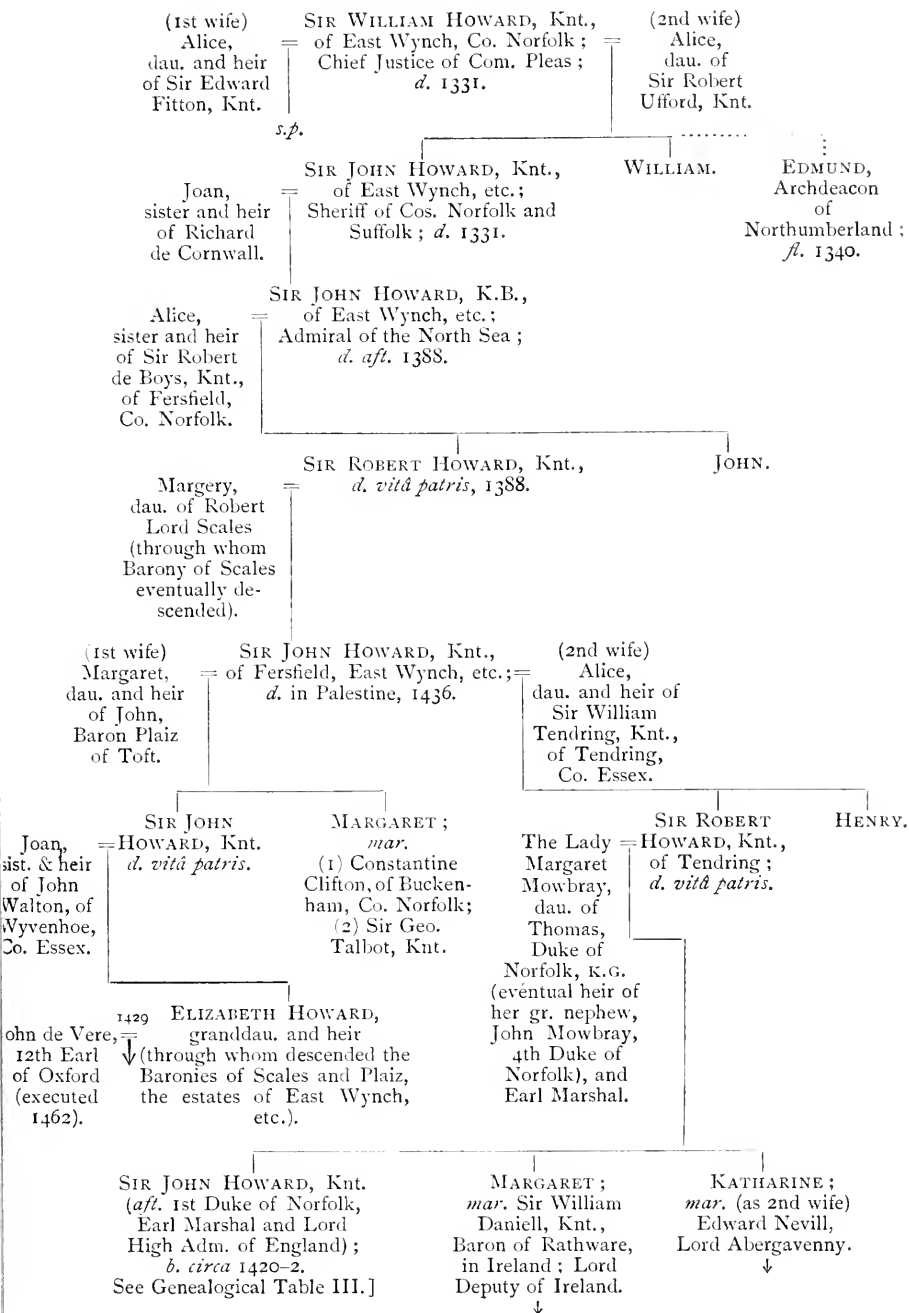 (1st wife)
Alice,
dau. and heir
of Sir Edward
Fitton, Knt.
=
SIR WILLIAM HOWARD, Knt.,
of East Wynch, Co. Norfolk ;
Chief Justice of Com. Pleas ;
d. 1331.
=
(2nd wife)
Alice,
dau. of
Sir Robert
Ufford, Knt.
s.p.
Joan,
sister and heir
of Richard
de Cornwall.
=
SIR JOHN HOWARD, Knt.,
of East Wynch, etc.;
Sheriff of Cos. Norfolk and
Suffolk ; d. 1331.
WILLIAM.
EDMUND,
Archdeacon
of
Northumberland ;
fl. 1340.
Alice,
sister and heir
of Sir Robert
de Boys, Knt.,
of Fersfield,
Co. Norfolk.
=
SIR JOHN HOWARD, K.B.,
of East Wynch, etc.;
Admiral of the North Sea ;
d. aft. 1388.
Margery,
dau. of Robert
Lord Scales
(through whom
Barony of Scales
eventually de-
scended).
=
SIR ROBERT HOWARD, Knt.,
d. vitâ patris, 1388.
JOHN.
(1st wife)
Margaret,
dau. and heir
of John,
Baron Plaiz
of Toft.
=
SIR JOHN HOWARD, Knt.,
of Fersfield, East Wynch, etc.;
d. in Palestine, 1436.
=
(2nd wife)
Alice,
dau. and heir of
Sir William
Tendring, Knt.,
of Tendring,
Co. Essex.
Joan,
sist. & heir
of John
Walton, of
Wyvenhoe,
Co. Essex.
=
SIR JOHN
HOWARD, Knt.
d. vitâ patris.
MARGARET ;
mar.
(1) Constantine
Clifton, of Bucken-
ham, Co. Norfolk;
(2) Sir Geo.
Talbot, Knt.
The Lady
Margaret
Mowbray,
dau. of
Thomas,
Duke of
Norfolk, K.G.
(eventual heir of
her gr. nephew,
John Mowbray,
4th Duke of
Norfolk), and
Earl Marshal.
=
SIR ROBERT
HOWARD, Knt.,
of Tendring ;
d. vitâ patris.
HENRY.
ohn de Vere,
12th Earl
of Oxford
(executed
1462).
1429
=
ELIZABETH HOWARD,
granddau. and heir
(through whom descended the
Baronies of Scales and Plaiz,
the estates of East Wynch,
etc.).
SIR JOHN HOWARD, Knt.
(aft. 1st Duke of Norfolk,
Earl Marshal and Lord
High Adm. of England) ;
b. circa 1420-2.
See Genealogical Table III.]
MARGARET ;
mar. Sir William
Daniell, Knt.,
Baron of Rathware,
in Ireland ; Lord
Deputy of Ireland.
KATHARINE ;
mar. (as 2nd wife)
Edward Nevill,
Lord Abergavenny.